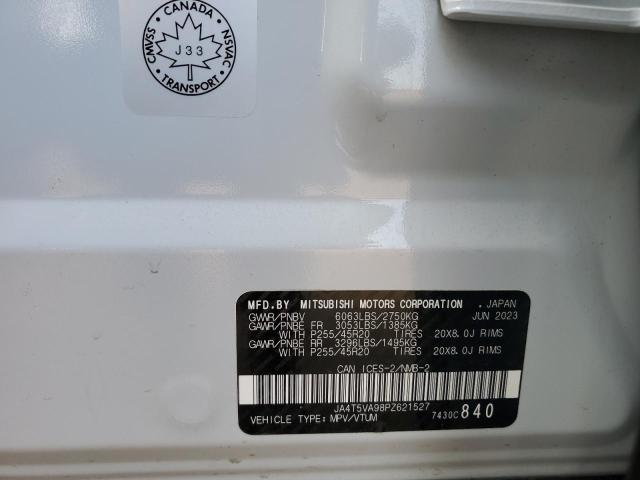 CANADA
CMVSS
J33
NSVAC
TRANSPORT
MFD.BY MITSUBISHI MOTORS CORPORATION . JAPAN
GVWR/PNBV 6063LBS/2750KG JUN 2023
GAWR/PNBE FR 3053LBS/1385KG
WITH P255/45R20 TIRES 20X8.0J RIMS
GAWR/PNBE RR 3296LBS/1495KG
WITH P255/45R20 TIRES 20X8.0J RIMS
CAN ICES-2/NMB-2
JA4T5VA98PZ621527
VEHICLE TYPE: MPV/VTUM 7430C 840